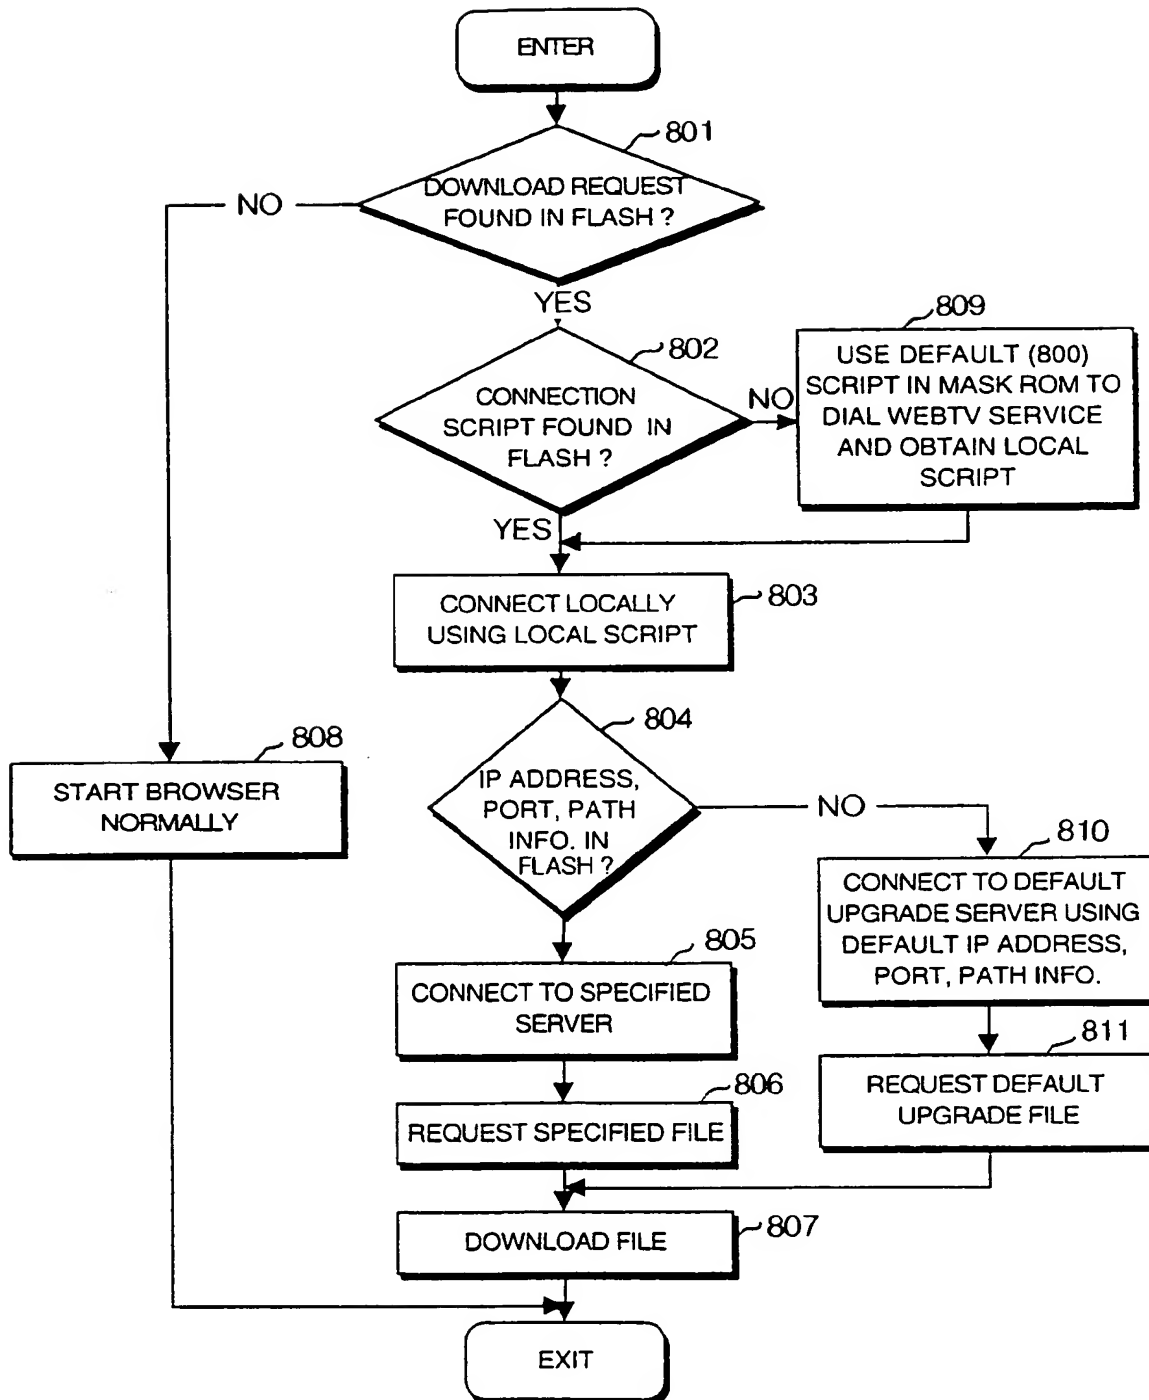 ENTER
801
DOWNLOAD REQUEST
FOUND IN FLASH ?
NO
YES
802
CONNECTION
SCRIPT FOUND IN
FLASH ?
NO
809
USE DEFAULT (800)
SCRIPT IN MASK ROM TO
DIAL WEBTV SERVICE
AND OBTAIN LOCAL
SCRIPT
YES
CONNECT LOCALLY
USING LOCAL SCRIPT
803
804
IP ADDRESS,
PORT, PATH
INFO. IN
FLASH ?
NO
808
START BROWSER
NORMALLY
810
CONNECT TO DEFAULT
UPGRADE SERVER USING
DEFAULT IP ADDRESS,
PORT, PATH INFO.
805
CONNECT TO SPECIFIED
SERVER
811
REQUEST DEFAULT
UPGRADE FILE
806
REQUEST SPECIFIED FILE
DOWNLOAD FILE
807
EXIT